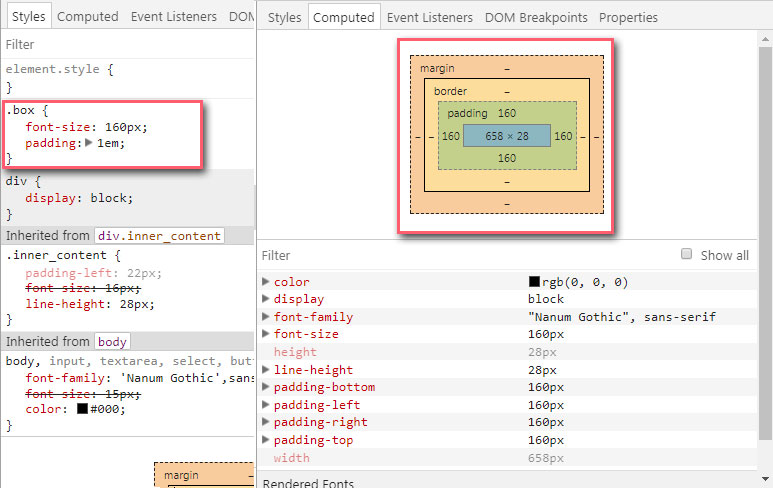 Styles Computed Event Listeners DOM
Filter
element.style {
}
.box {
font-size: 160px;
padding: 1em;
}
div {
display: block;
}
Inherited from div.inner_content
.inner_content {
padding-left: 22px;
font-size: 16px;
line-height: 28px;
}
Inherited from body
body, input, textarea, select, but
font-family: 'Nanum Gothic',sans
font-size: 15px;
color: #000;
}
margin –
Styles Computed Event Listeners DOM Breakpoints Properties
margin –
border –
padding 160
– – 160 658 × 28 160 – –
160
–
–
Filter Show all
color rgb(0, 0, 0)
display block
font-family "Nanum Gothic", sans-serif
font-size 160px
height 28px
line-height 28px
padding-bottom 160px
padding-left 160px
padding-right 160px
padding-top 160px
width 658px
Rendered Fonts